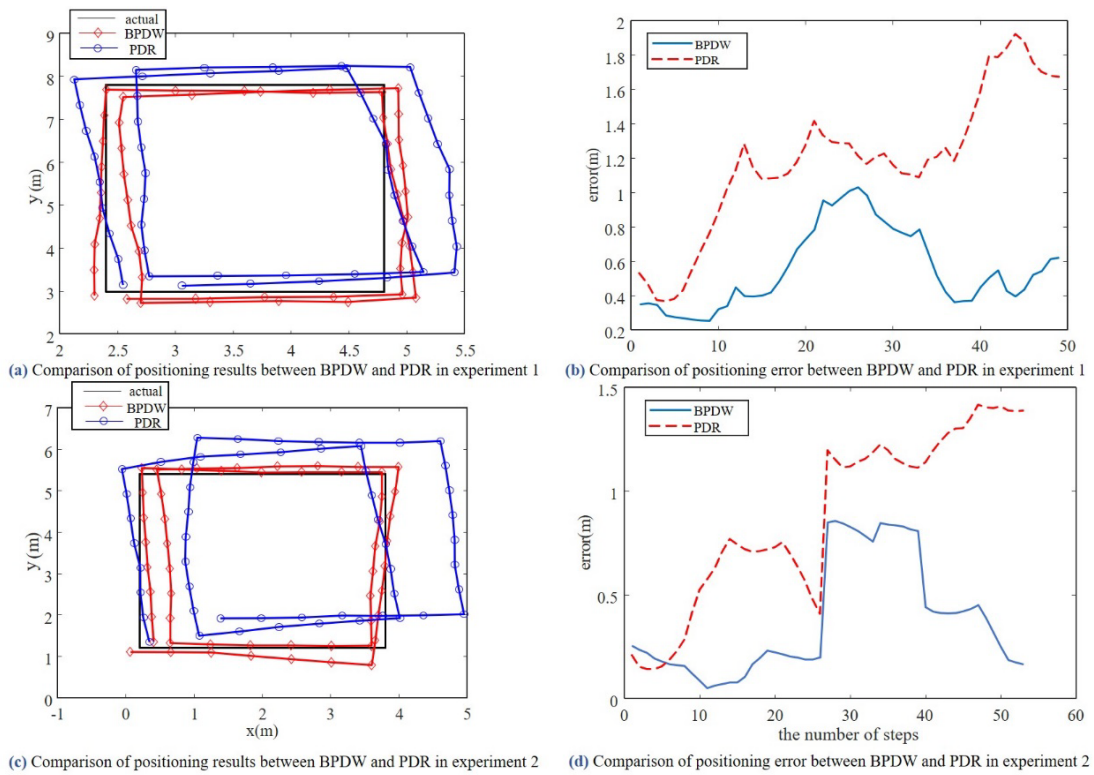 actual
BPDW
PDR
9
8
7
6
5
4
3
2
y (m)
2 2.5 3 3.5 4 4.5 5 5.5
(a) Comparison of positioning results between BPDW and PDR in experiment 1
BPDW
PDR
2
1.8
1.6
1.4
1.2
1
0.8
0.6
0.4
0.2
error(m)
0 10 20 30 40 50
(b) Comparison of positioning error between BPDW and PDR in experiment 1
actual
BPDW
PDR
7
6
5
4
3
2
1
0
y (m)
-1 0 1 2 3 4 5
x(m)
(c) Comparison of positioning results between BPDW and PDR in experiment 2
BPDW
PDR
1.5
1
0.5
0
error(m)
0 10 20 30 40 50 60
the number of steps
(d) Comparison of positioning error between BPDW and PDR in experiment 2